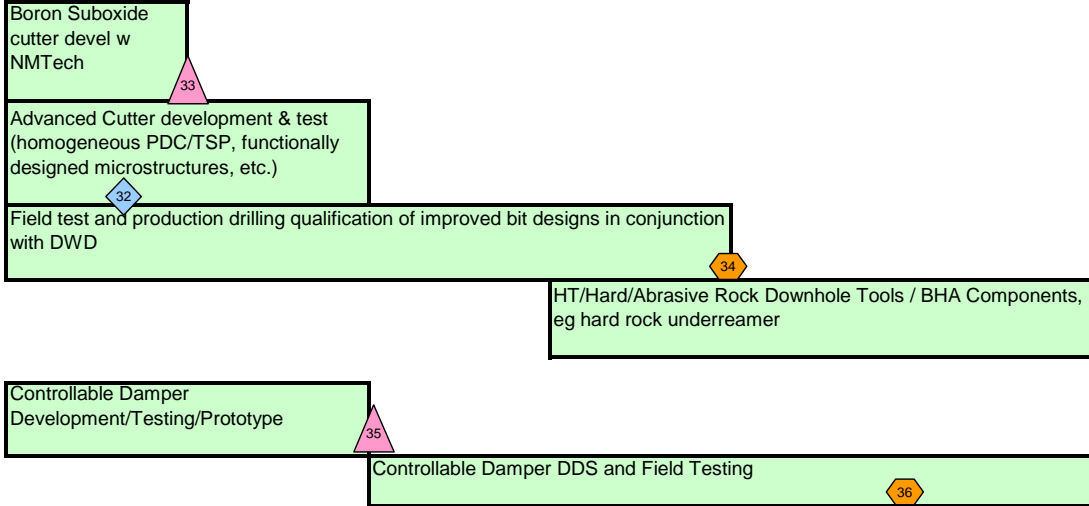 Boron Suboxide
cutter devel w
NMTech
33
Advanced Cutter development & test
(homogeneous PDC/TSP, functionally
designed microstructures, etc.)
32
Field test and production drilling qualification of improved bit designs in conjunction
with DWD
34
HT/Hard/Abrasive Rock Downhole Tools / BHA Components,
eg hard rock underreamer
Controllable Damper
Development/Testing/Prototype
35
Controllable Damper DDS and Field Testing
36